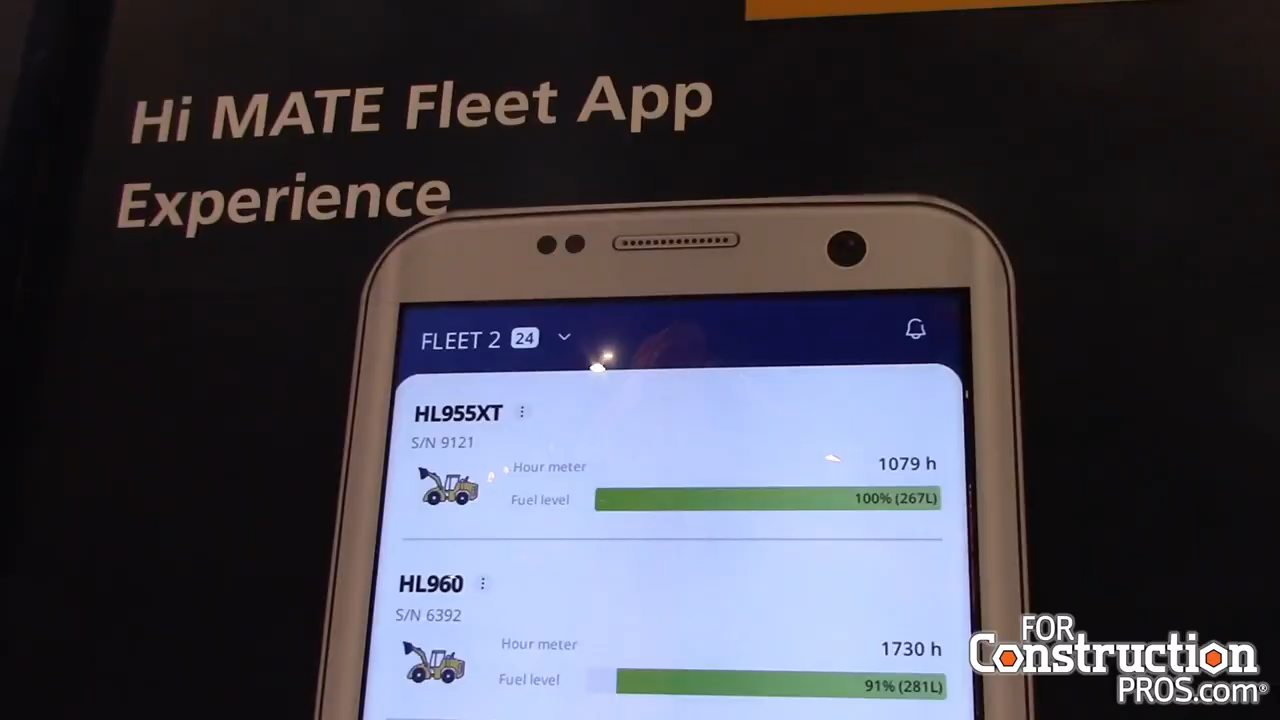 Hi MATE Fleet App
Experience
FLEET 2 24
HL955XT
S/N 9121
Hour meter 1079 h
Fuel level 100% (267L)
HL960
S/N 6392
Hour meter 1730 h
Fuel level 91% (281L)
FOR
Construction
PROS.com®